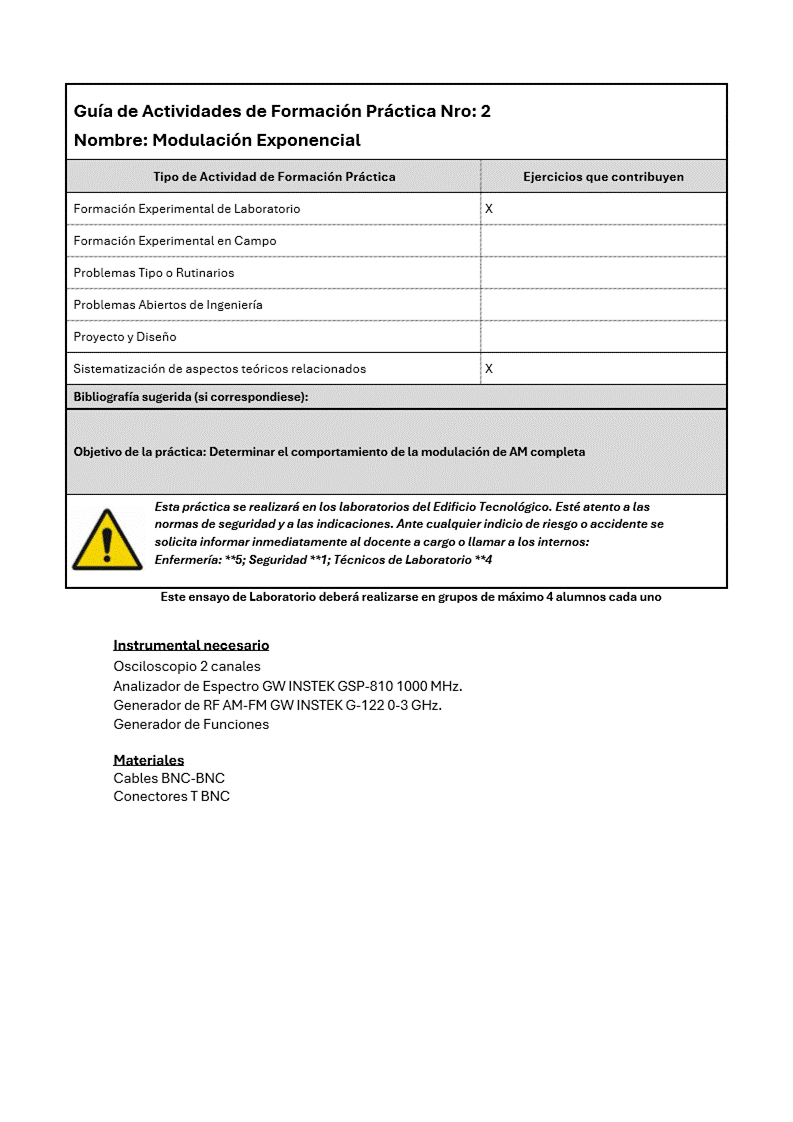 Guía de Actividades de Formación Práctica Nro: 2
Nombre: Modulación Exponencial
Tipo de Actividad de Formación Práctica Ejercicios que contribuyen
Formación Experimental de Laboratorio X
Formación Experimental en Campo
Problemas Tipo o Rutinarios
Problemas Abiertos de Ingeniería
Proyecto y Diseño
Sistematización de aspectos teóricos relacionados X
Bibliografía sugerida (si correspondiese):
Objetivo de la práctica: Determinar el comportamiento de la modulación de AM completa
Esta práctica se realizará en los laboratorios del Edificio Tecnológico. Esté atento a las
normas de seguridad y a las indicaciones. Ante cualquier indicio de riesgo o accidente se
solicita informar inmediatamente al docente a cargo o llamar a los internos:
Enfermería: **5; Seguridad **1; Técnicos de Laboratorio **4
Este ensayo de Laboratorio deberá realizarse en grupos de máximo 4 alumnos cada uno
Instrumental necesario
Osciloscopio 2 canales
Analizador de Espectro GW INSTEK GSP-810 1000 MHz.
Generador de RF AM-FM GW INSTEK G-122 0-3 GHz.
Generador de Funciones
Materiales
Cables BNC-BNC
Conectores T BNC